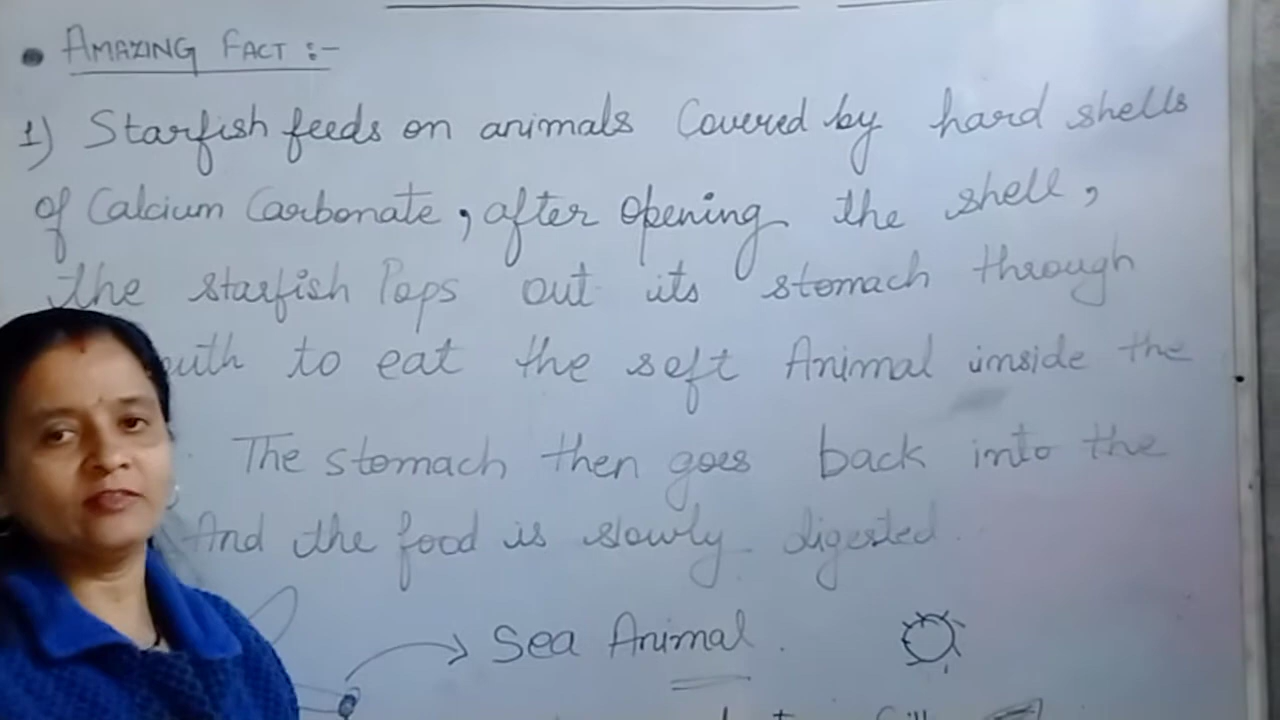 • AMAZING FACT :-
1) Starfish feeds on animals Covered by hard shells
of Calcium Carbonate, after opening the shell,
the starfish Pops out its stomach through
outh to eat the soft Animal inside the
The stomach then goes back into the
And the food is slowly digested.
→ Sea Animal.